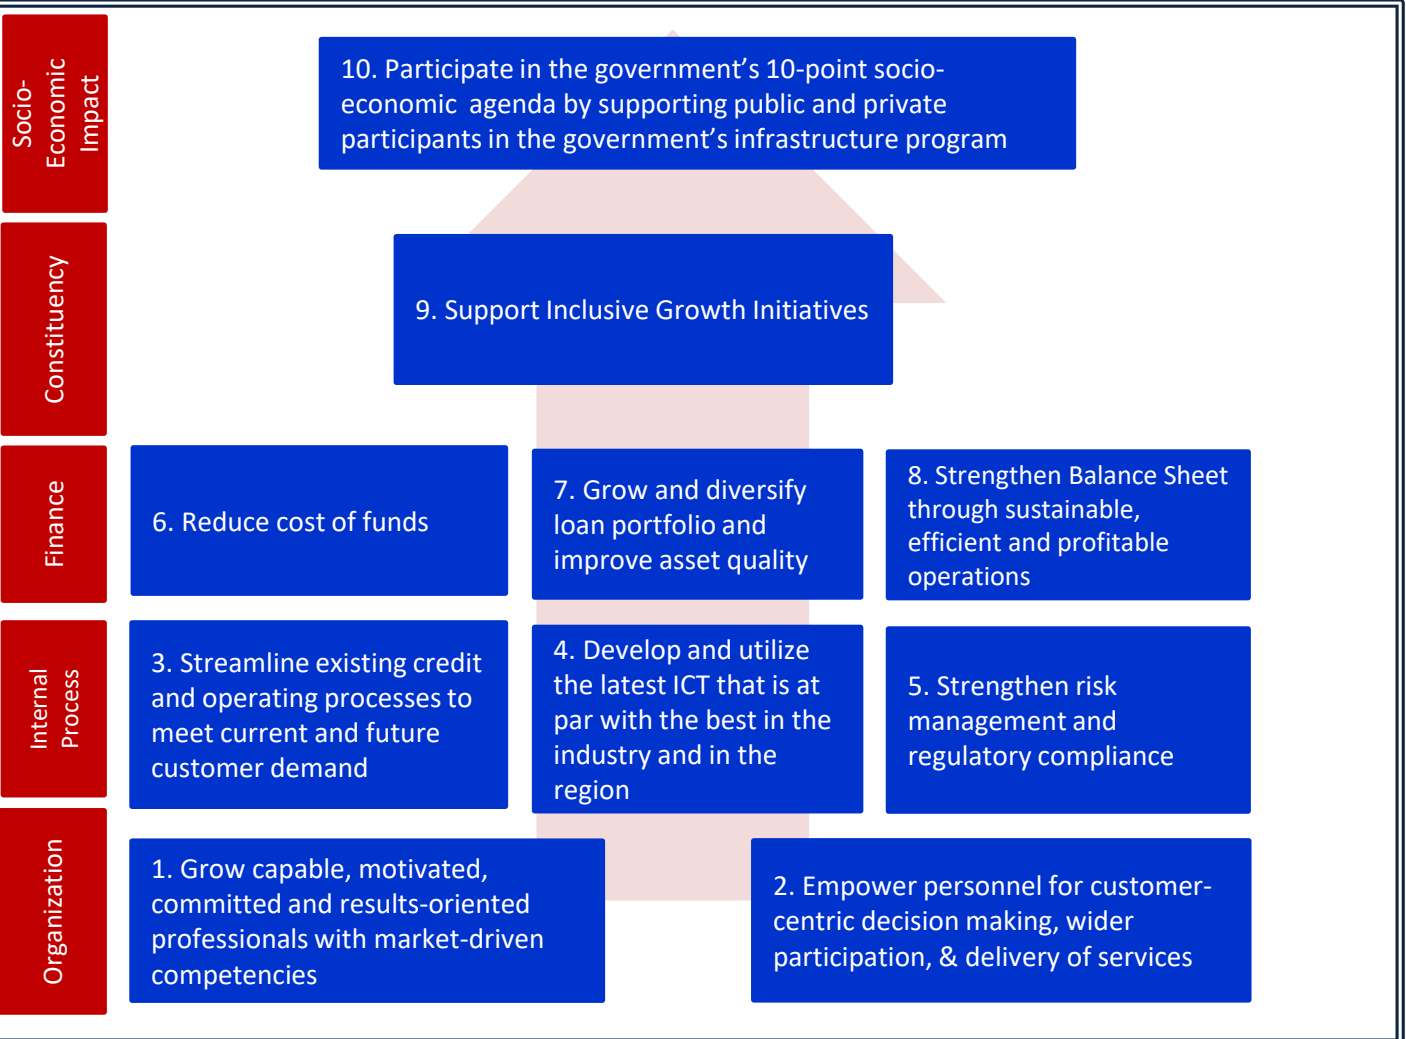 Socio-
Economic
Impact
10. Participate in the government’s 10-point socio-
economic agenda by supporting public and private
participants in the government’s infrastructure program
Constituency
9. Support Inclusive Growth Initiatives
Finance
6. Reduce cost of funds
7. Grow and diversify
loan portfolio and
improve asset quality
8. Strengthen Balance Sheet
through sustainable,
efficient and profitable
operations
Internal
Process
3. Streamline existing credit
and operating processes to
meet current and future
customer demand
4. Develop and utilize
the latest ICT that is at
par with the best in the
industry and in the
region
5. Strengthen risk
management and
regulatory compliance
Organization
1. Grow capable, motivated,
committed and results-oriented
professionals with market-driven
competencies
2. Empower personnel for customer-
centric decision making, wider
participation, & delivery of services